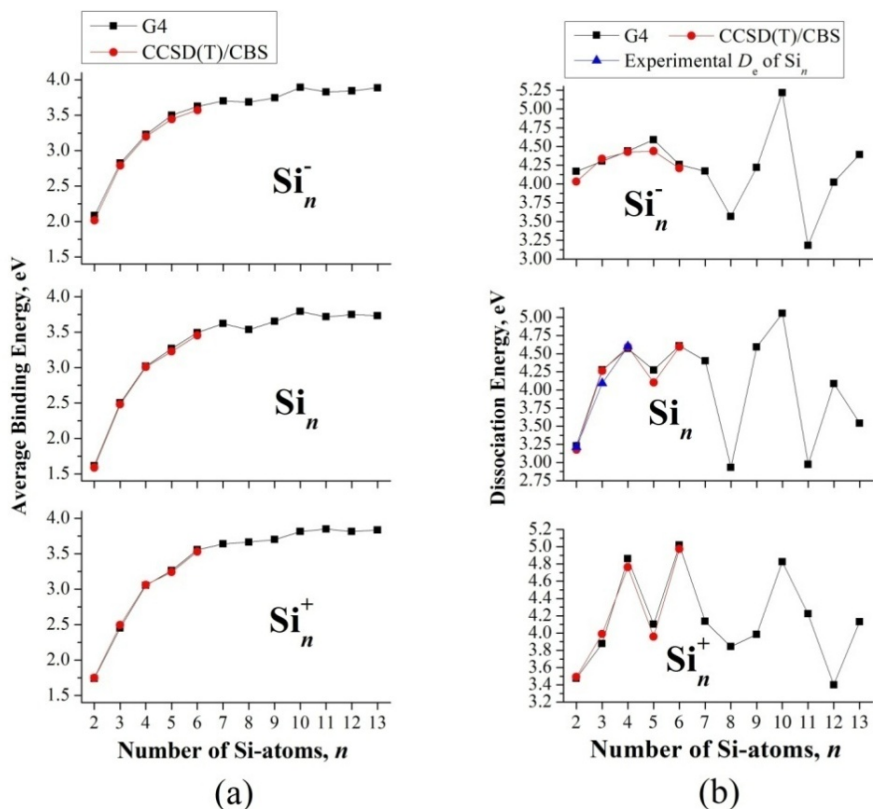 G4
CCSD(T)/CBS
Average Binding Energy, eV
4.0
3.5
3.0
2.5
2.0
1.5
Si n -
4.0
3.5
3.0
2.5
2.0
1.5
Si n
4.0
3.5
3.0
2.5
2.0
1.5
Si n +
2 3 4 5 6 7 8 9 10 11 12 13
Number of Si-atoms, n
(a)
G4 CCSD(T)/CBS
Experimental De of Sin
Dissociation Energy, eV
5.25
5.00
4.75
4.50
4.25
4.00
3.75
3.50
3.25
3.00
Si n -
5.00
4.75
4.50
4.25
4.00
3.75
3.50
3.25
3.00
2.75
Si n
5.2
5.0
4.8
4.6
4.4
4.2
4.0
3.8
3.6
3.4
3.2
Si n +
2 3 4 5 6 7 8 9 10 11 12 13
Number of Si-atoms, n
(b)